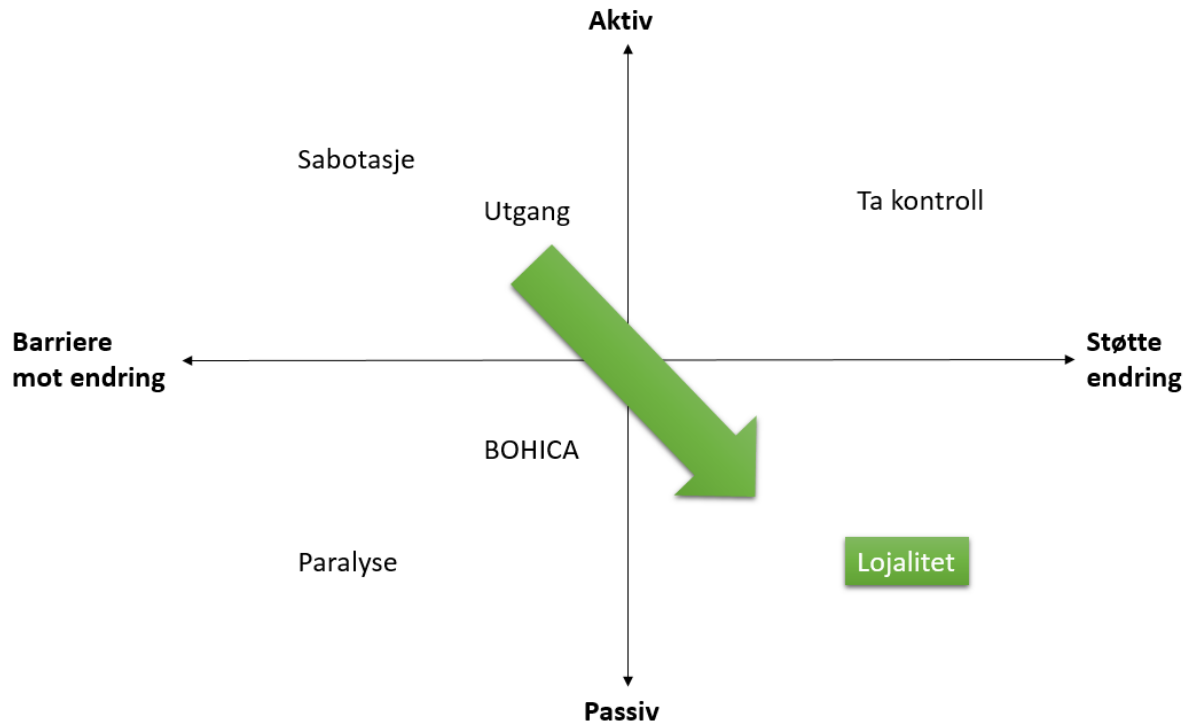 Aktiv
Sabotasje
Utgang
Ta kontroll
Barriere
mot endring
Støtte
endring
BOHICA
Paralyse
Lojalitet
Passiv